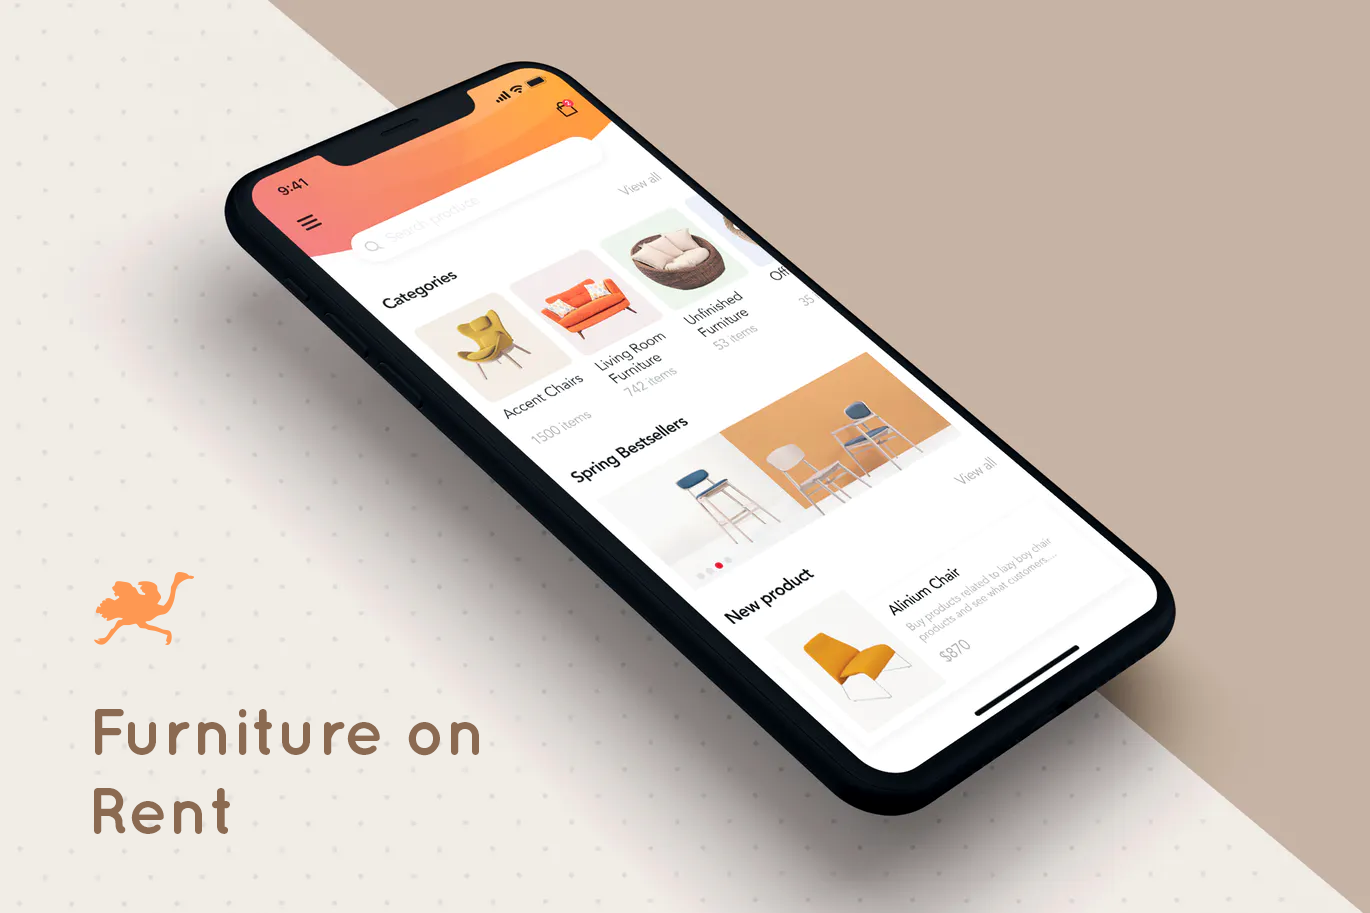 9:41
2
Search produce
View all
Categories
Accent Chairs
1500 items
Living Room
Furniture
742 items
Unfinished
Furniture
53 items
Off
35
Spring Bestsellers
View all
New product
Alinium Chair
Buy products related to lazy boy chair
products and see what customers....
$870
Furniture on
Rent